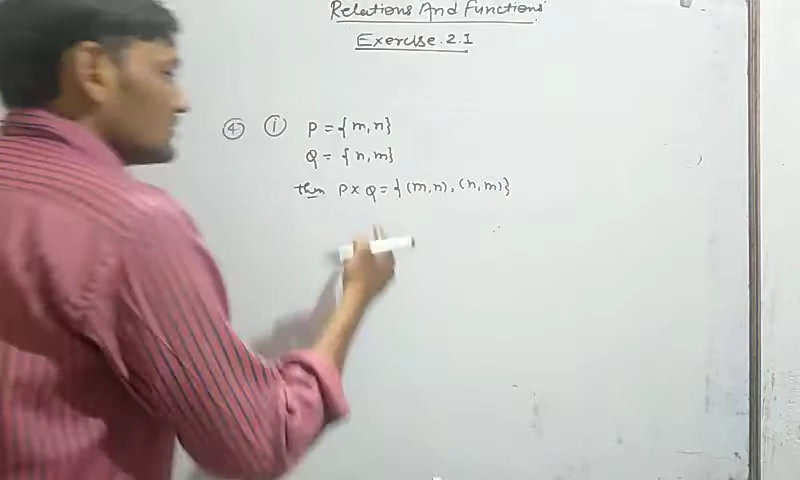 Relations And Functions
Exercise.2.1
④ ① P = {m,n}
Q = {n,m}
then P x Q = {(m,n), (n,m)}